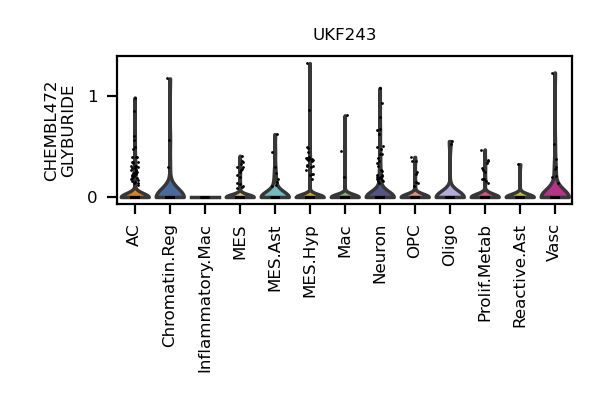 UKF243
CHEMBL472
GLYBURIDE
1
0
AC
Chromatin.Reg
Inflammatory.Mac
MES
MES.Ast
MES.Hyp
Mac
Neuron
OPC
Oligo
Prolif.Metab
Reactive.Ast
Vasc